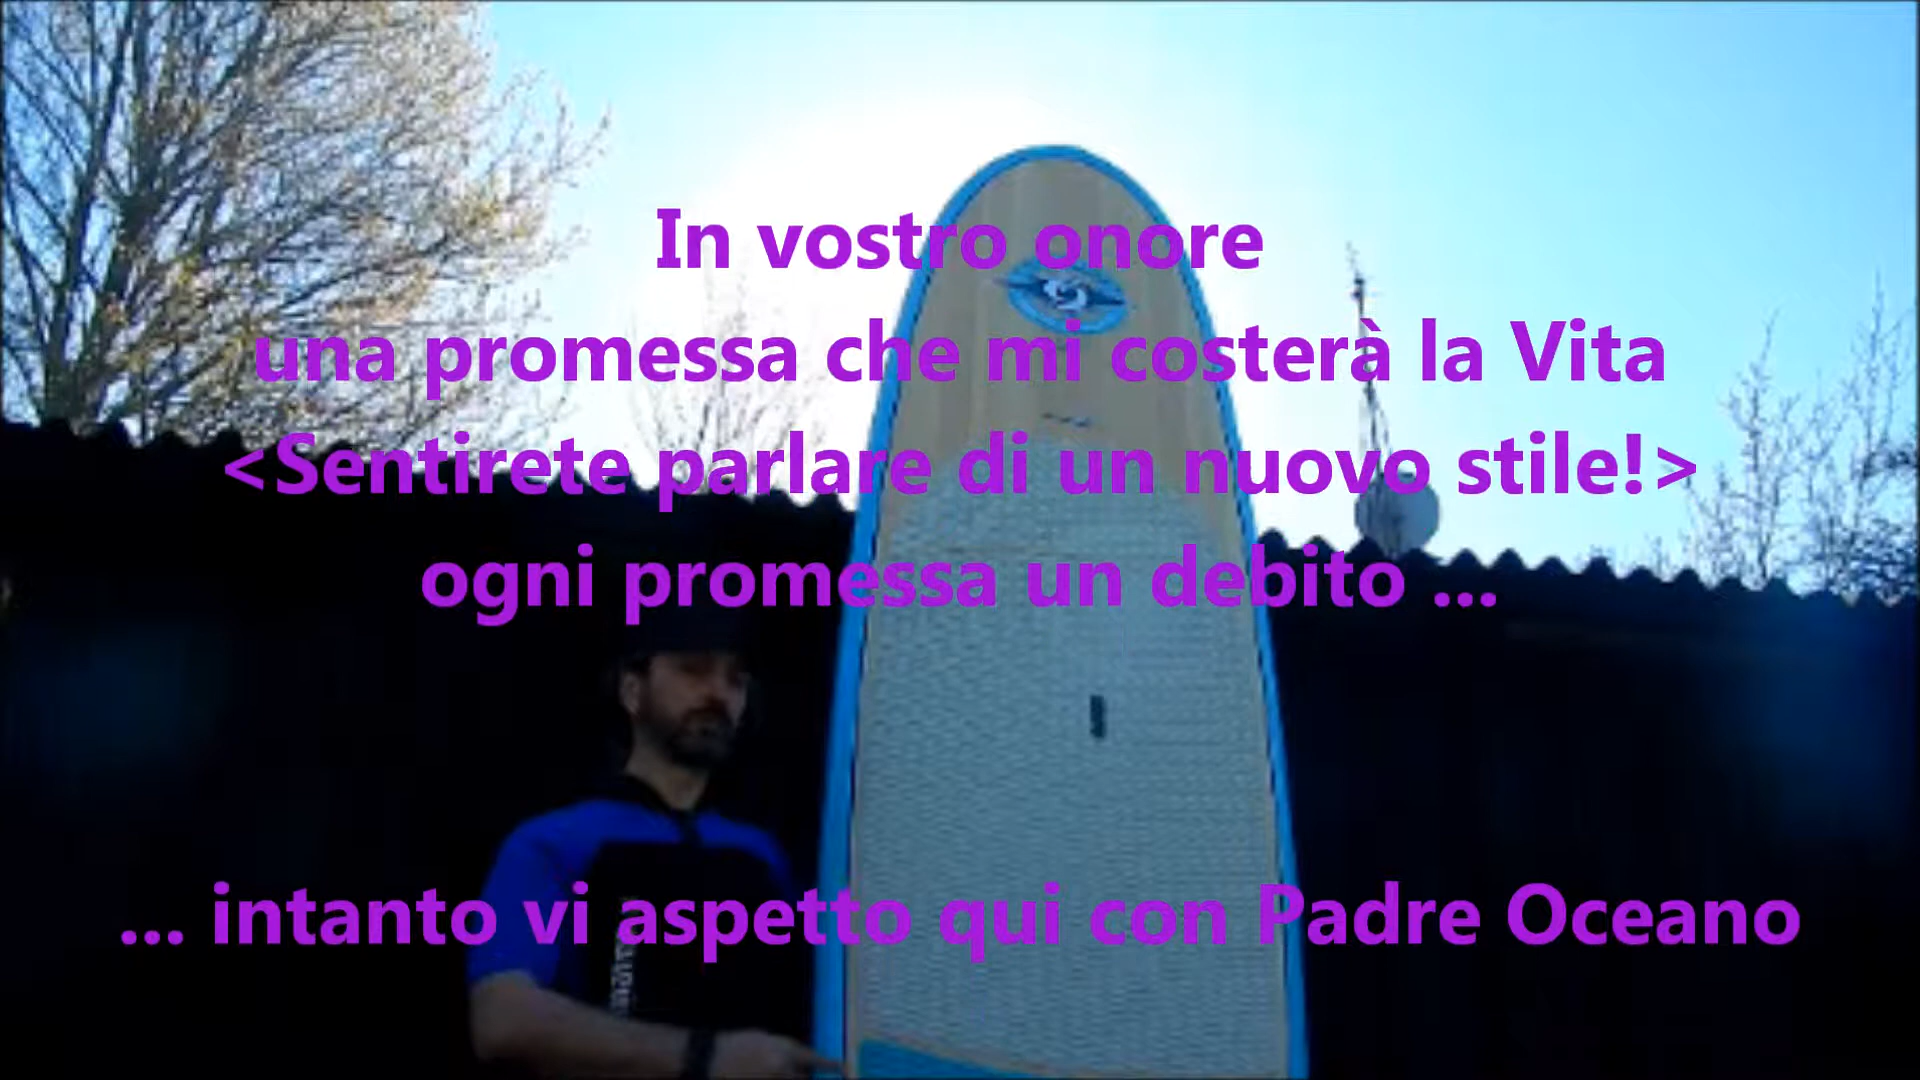 In vostro onore
una promessa che mi costerà la Vita
<Sentirete parlare di un nuovo stile!>
ogni promessa un debito ...
... intanto vi aspetto qui con Padre Oceano